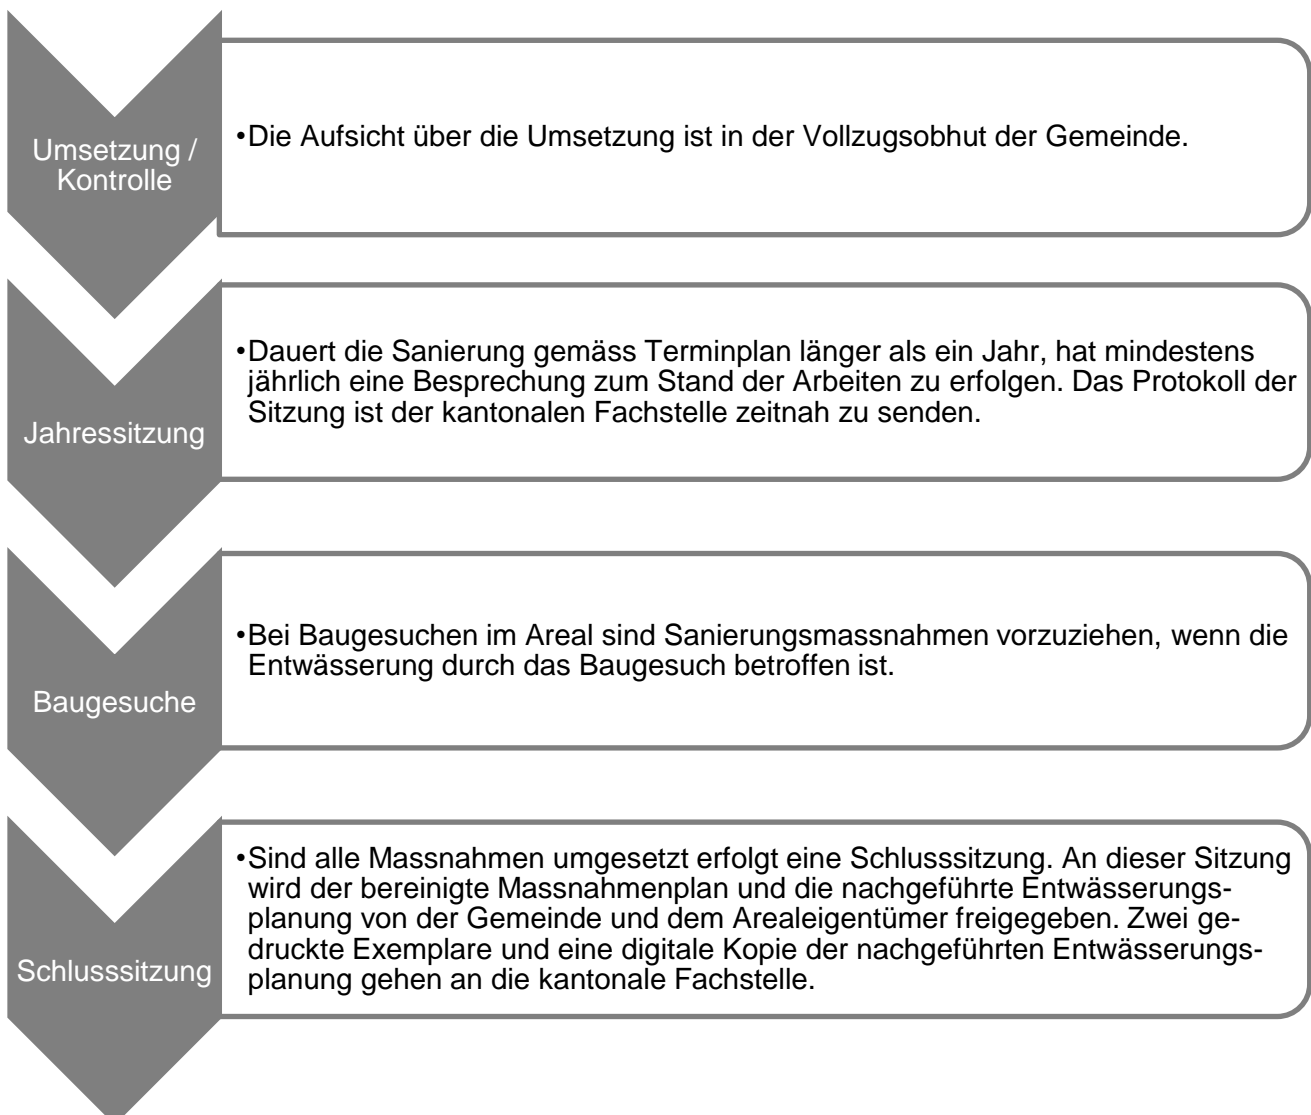 Umsetzung /
Kontrolle
•Die Aufsicht über die Umsetzung ist in der Vollzugsobhut der Gemeinde.
Jahressitzung
•Dauert die Sanierung gemäss Terminplan länger als ein Jahr, hat mindestens
jährlich eine Besprechung zum Stand der Arbeiten zu erfolgen. Das Protokoll der
Sitzung ist der kantonalen Fachstelle zeitnah zu senden.
Baugesuche
•Bei Baugesuchen im Areal sind Sanierungsmassnahmen vorzuziehen, wenn die
Entwässerung durch das Baugesuch betroffen ist.
Schlusssitzung
•Sind alle Massnahmen umgesetzt erfolgt eine Schlusssitzung. An dieser Sitzung
wird der bereinigte Massnahmenplan und die nachgeführte Entwässerungs-
planung von der Gemeinde und dem Arealeigentümer freigegeben. Zwei ge-
druckte Exemplare und eine digitale Kopie der nachgeführten Entwässerungs-
planung gehen an die kantonale Fachstelle.